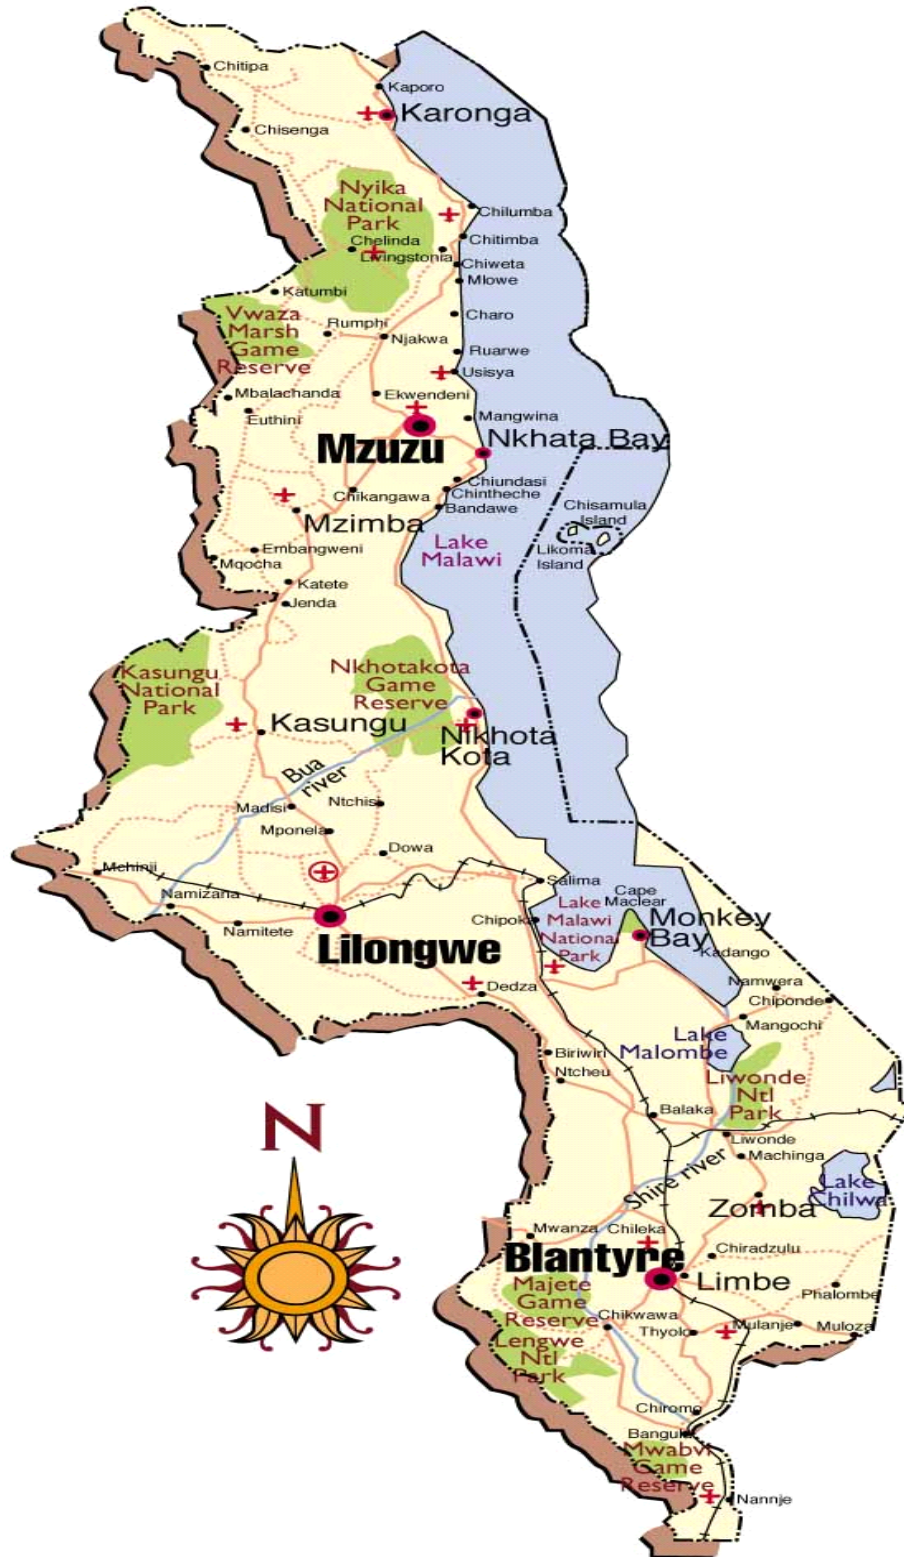 Chitipa
Kaporo
Karonga
Chisenga
Nyika
National
Park
Chilumba
Chelinda
Chitimba
Livingstonia
Chiweta
Mlowe
Katumbi
Vwaza
Marsh
Game
Reserve
Rumphi
Charo
Njakwa
Ruarwe
Usisya
Mbalachanda
Ekwendeni
Euthini
Mangwina
Mzuzu
Nkhata Bay
Chikangawa
Chiundasi
Chintheche
Bandawe
Mzimba
Chisamula
Island
Lake
Malawi
Likoma
Island
Embangweni
Mqocha
Katete
Jenda
Kasungu
National
Park
Nkhotakota
Game
Reserve
Kasungu
Nikhota
Kota
Bua
river
Madisi
Ntchisi
Mponela
Dowa
Mchinji
Salima
Namizana
Cape
Maclear
Lake
Malawi
National
Park
Chipoka
Monkey
Bay
Namitete
Lilongwe
Kadango
Dedza
Namwera
Chiponde
Mangochi
Lake
Malombe
Biriwiri
Ntcheu
Liwonde
Ntl
Park
Balaka
N
Liwonde
Machinga
Shire river
Lake
Chilwa
Zomba
Mwanza
Chileka
Chiradzulu
Blantyre
Limbe
Majete
Game
Reserve
Phalombe
Chikwawa
Thyolo
Mulanje
Muloza
Lengwe
Ntl
Park
Chiromo
Bangula
Mwabvi
Game
Reserve
Nannje